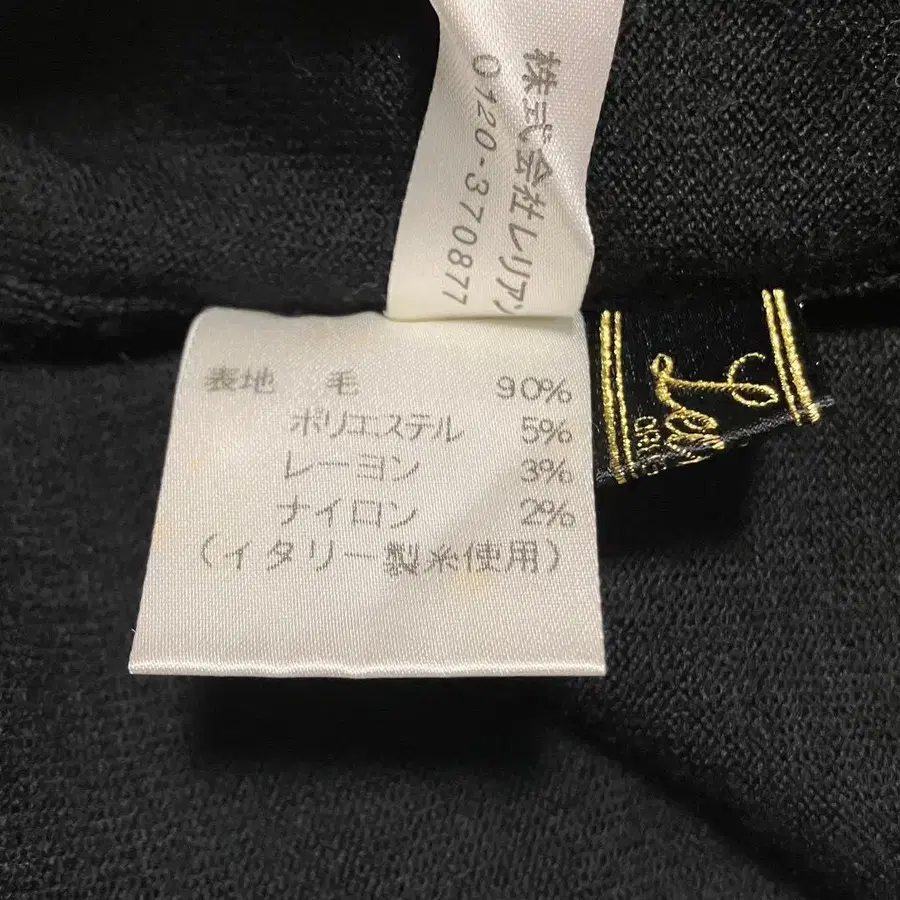 株式会社レリアン
0120-370877
表地 毛 90%
ポリエステル 5%
レーヨン 3%
ナイロン 2%
(イタリー製糸使用)